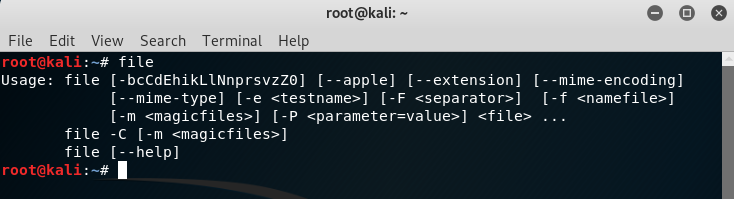 root@kali: ~
File Edit View Search Terminal Help
root@kali:~# file
Usage: file [-bcCdEhikLlNnprsvzZ0] [--apple] [--extension] [--mime-encoding]
            [--mime-type] [-e <testname>] [-F <separator>]  [-f <namefile>]
            [-m <magicfiles>] [-P <parameter=value>] <file> ...
       file -C [-m <magicfiles>]
       file [--help]
root@kali:~#